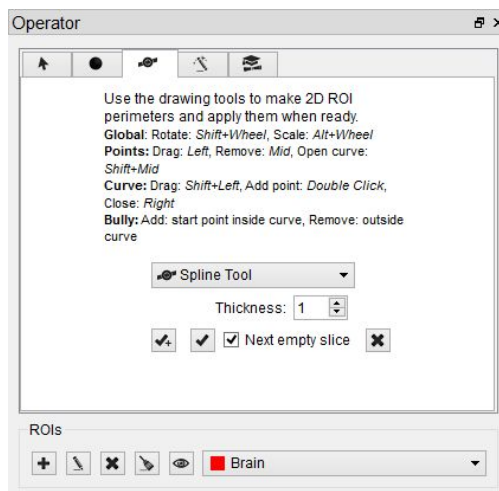 Operator
Use the drawing tools to make 2D ROI
perimeters and apply them when ready.
Global: Rotate: Shift+Wheel, Scale: Alt+Wheel
Points: Drag: Left, Remove: Mid, Open curve:
Shift+Mid
Curve: Drag: Shift+Left, Add point: Double Click,
Close: Right
Bully: Add: start point inside curve, Remove: outside
curve
Spline Tool
Thickness: 1
Next empty slice
ROIs
Brain